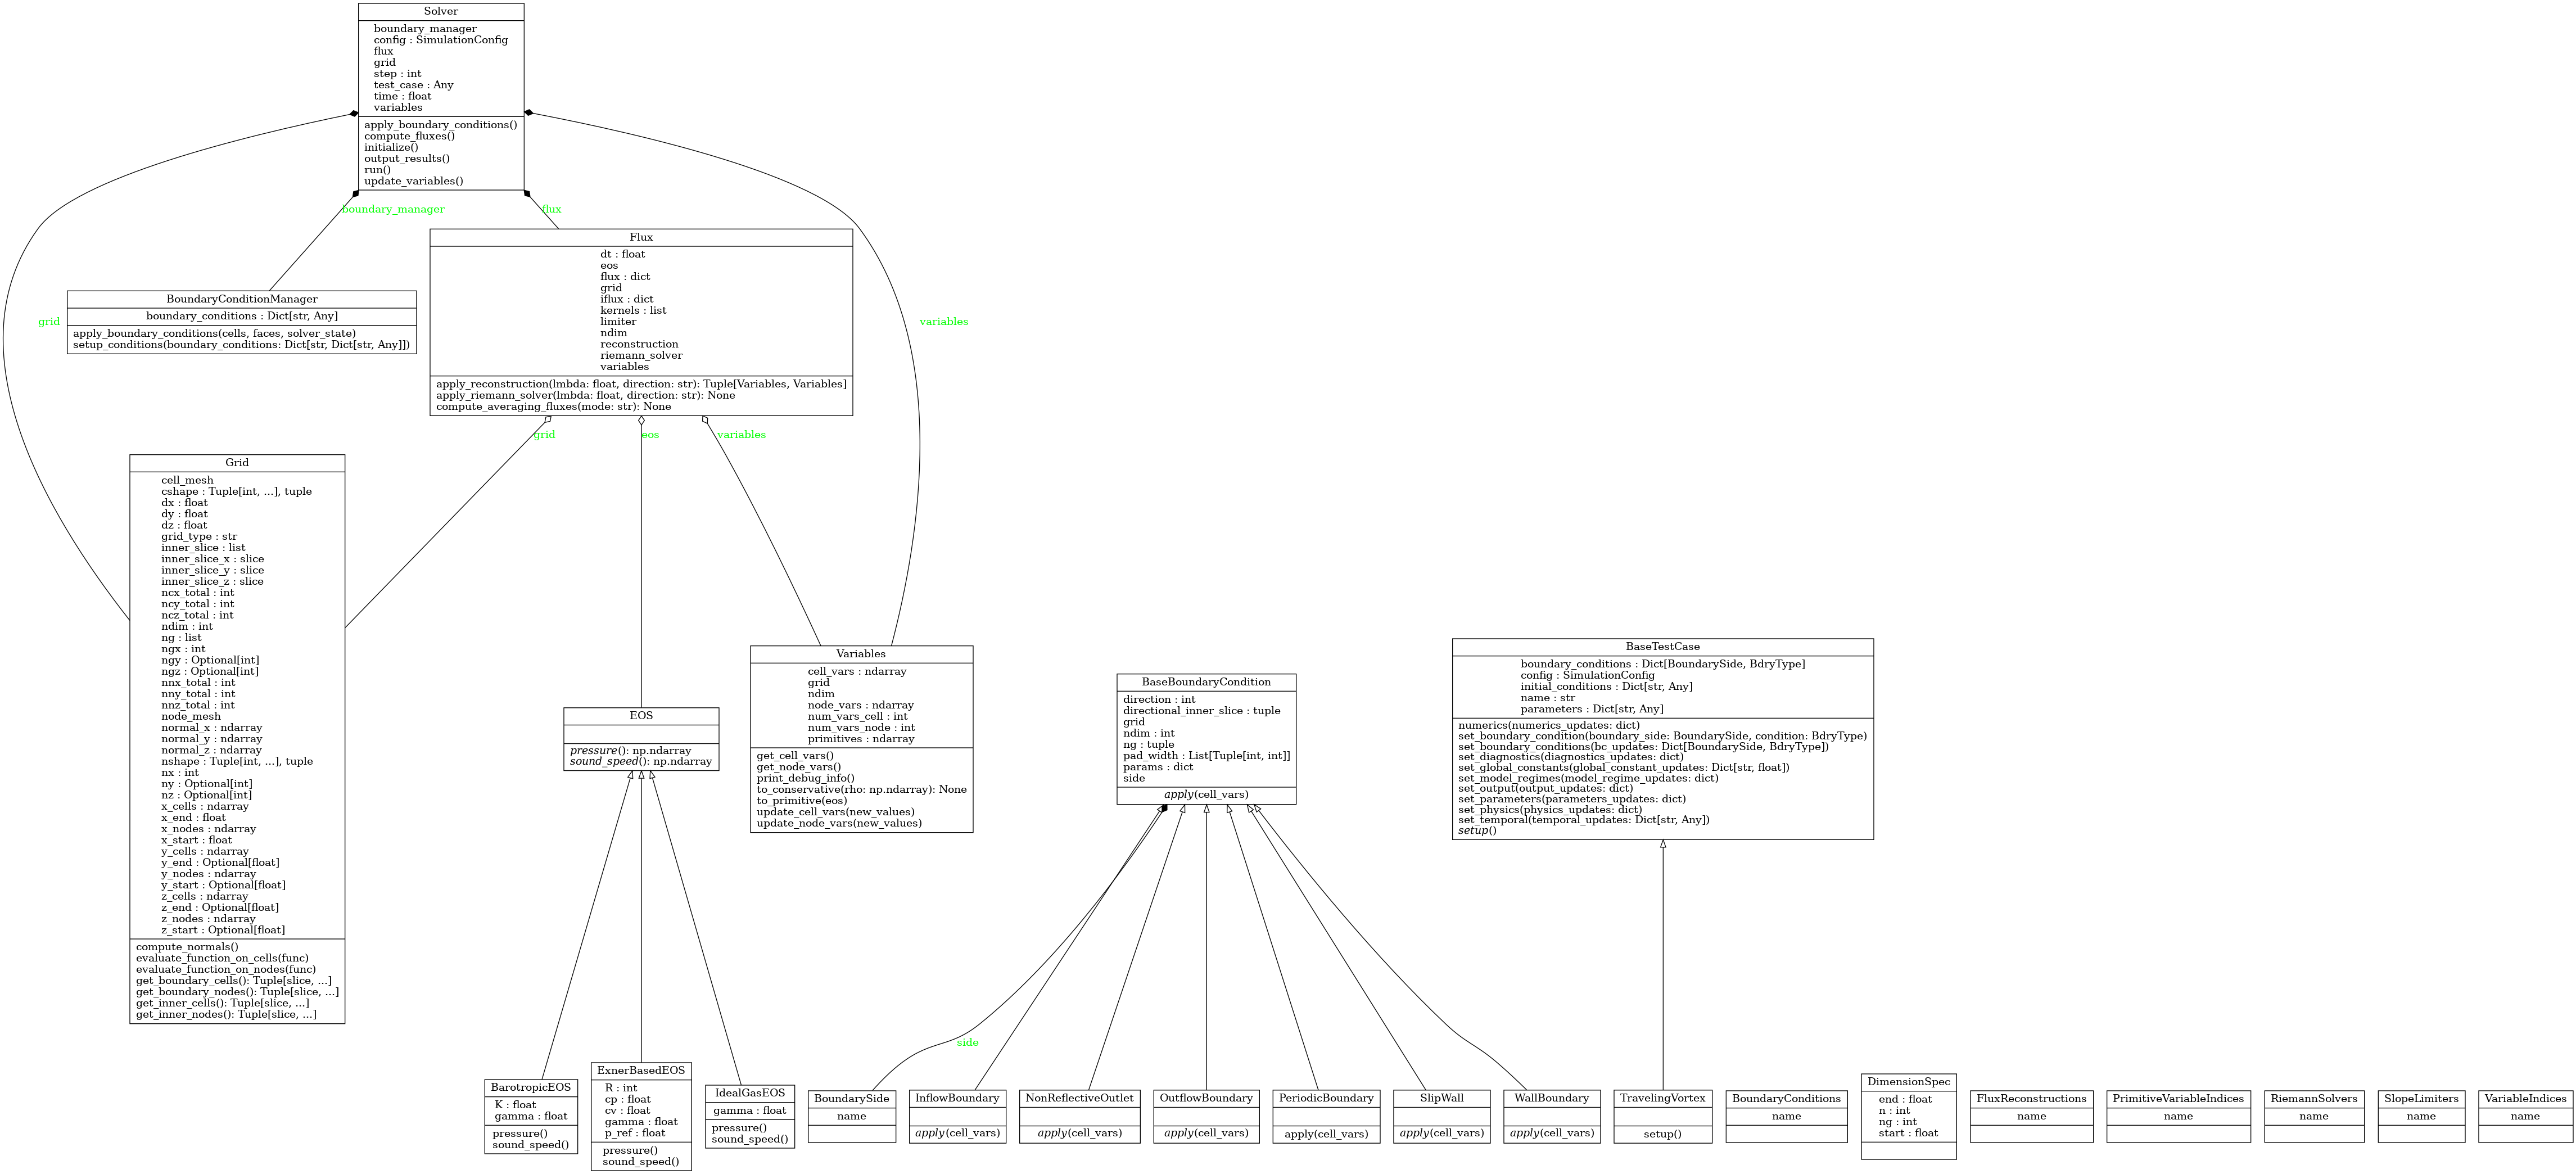 Solver
boundary_manager
config : SimulationConfig
flux
grid
step : int
test_case : Any
time : float
variables
apply_boundary_conditions()
compute_fluxes()
initialize()
output_results()
run()
update_variables()
boundary_manager
flux
grid
variables
BoundaryConditionManager
boundary_conditions : Dict[str, Any]
apply_boundary_conditions(cells, faces, solver_state)
setup_conditions(boundary_conditions: Dict[str, Dict[str, Any]])
Flux
dt : float
eos
flux : dict
grid
iflux : dict
kernels : list
limiter
ndim
reconstruction
riemann_solver
variables
apply_reconstruction(lmbda: float, direction: str): Tuple[Variables, Variables]
apply_riemann_solver(lmbda: float, direction: str): None
compute_averaging_fluxes(mode: str): None
grid
eos
variables
Grid
cell_mesh
cshape : Tuple[int, ...], tuple
dx : float
dy : float
dz : float
grid_type : str
inner_slice : list
inner_slice_x : slice
inner_slice_y : slice
inner_slice_z : slice
ncx_total : int
ncy_total : int
ncz_total : int
ndim : int
ng : list
ngx : int
ngy : Optional[int]
ngz : Optional[int]
nnx_total : int
nny_total : int
nnz_total : int
node_mesh
normal_x : ndarray
normal_y : ndarray
normal_z : ndarray
nshape : Tuple[int, ...], tuple
nx : int
ny : Optional[int]
nz : Optional[int]
x_cells : ndarray
x_end : float
x_nodes : ndarray
x_start : float
y_cells : ndarray
y_end : Optional[float]
y_nodes : ndarray
y_start : Optional[float]
z_cells : ndarray
z_end : Optional[float]
z_nodes : ndarray
z_start : Optional[float]
compute_normals()
evaluate_function_on_cells(func)
evaluate_function_on_nodes(func)
get_boundary_cells(): Tuple[slice, ...]
get_boundary_nodes(): Tuple[slice, ...]
get_inner_cells(): Tuple[slice, ...]
get_inner_nodes(): Tuple[slice, ...]
EOS
pressure(): np.ndarray
sound_speed(): np.ndarray
Variables
cell_vars : ndarray
grid
ndim
node_vars : ndarray
num_vars_cell : int
num_vars_node : int
primitives : ndarray
get_cell_vars()
get_node_vars()
print_debug_info()
to_conservative(rho: np.ndarray): None
to_primitive(eos)
update_cell_vars(new_values)
update_node_vars(new_values)
BaseBoundaryCondition
direction : int
directional_inner_slice : tuple
grid
ndim : int
ng : tuple
pad_width : List[Tuple[int, int]]
params : dict
side
apply(cell_vars)
BaseTestCase
boundary_conditions : Dict[BoundarySide, BdryType]
config : SimulationConfig
initial_conditions : Dict[str, Any]
name : str
parameters : Dict[str, Any]
numerics(numerics_updates: dict)
set_boundary_condition(boundary_side: BoundarySide, condition: BdryType)
set_boundary_conditions(bc_updates: Dict[BoundarySide, BdryType])
set_diagnostics(diagnostics_updates: dict)
set_global_constants(global_constant_updates: Dict[str, float])
set_model_regimes(model_regime_updates: dict)
set_output(output_updates: dict)
set_parameters(parameters_updates: dict)
set_physics(physics_updates: dict)
set_temporal(temporal_updates: Dict[str, Any])
setup()
side
BarotropicEOS
K : float
gamma : float
pressure()
sound_speed()
ExnerBasedEOS
R : int
cp : float
cv : float
gamma : float
p_ref : float
pressure()
sound_speed()
IdealGasEOS
gamma : float
pressure()
sound_speed()
BoundarySide
name
InflowBoundary
apply(cell_vars)
NonReflectiveOutlet
apply(cell_vars)
OutflowBoundary
apply(cell_vars)
PeriodicBoundary
apply(cell_vars)
SlipWall
apply(cell_vars)
WallBoundary
apply(cell_vars)
TravelingVortex
setup()
BoundaryConditions
name
DimensionSpec
end : float
n : int
ng : int
start : float
FluxReconstructions
name
PrimitiveVariableIndices
name
RiemannSolvers
name
SlopeLimiters
name
VariableIndices
name